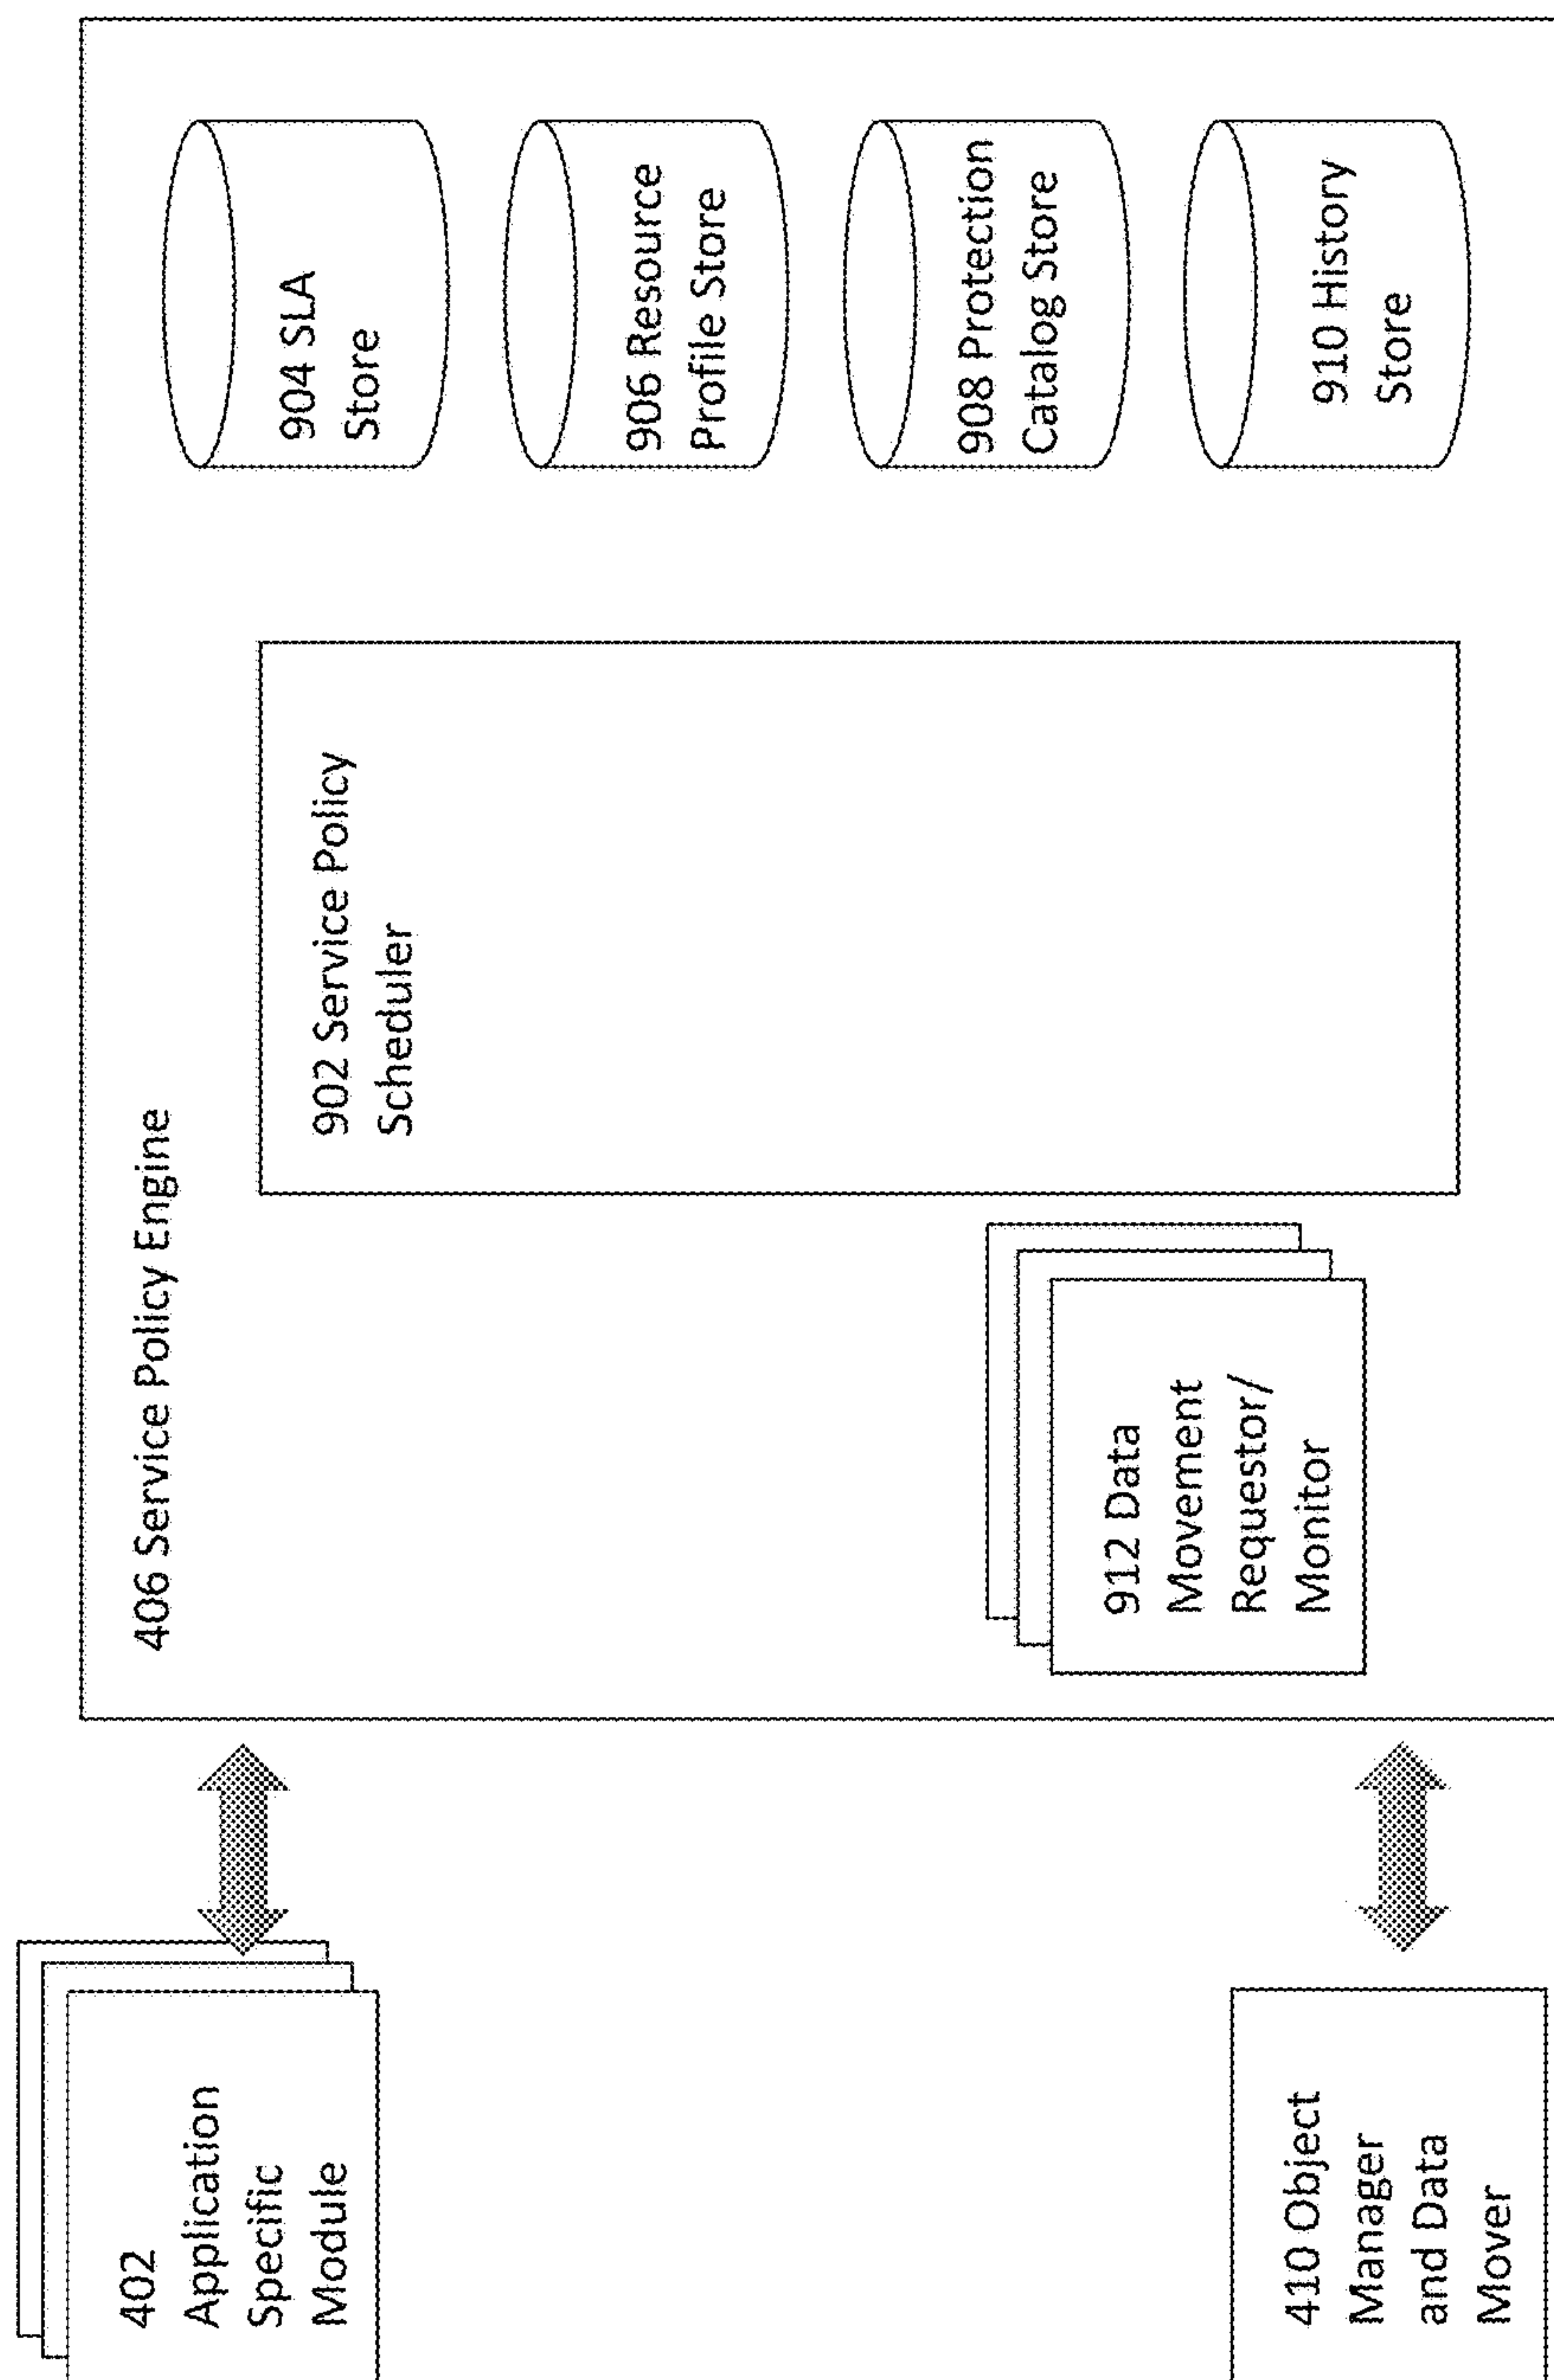 406 Service Policy Engine
402
Application
Specific
Module
902 Service Policy
Scheduler
904 SLA
Store
906 Resource
Profile Store
908 Protection
Catalog Store
910 History
Store
912 Data
Movement
Requestor/
Monitor
410 Object
Manager
and Data
Mover